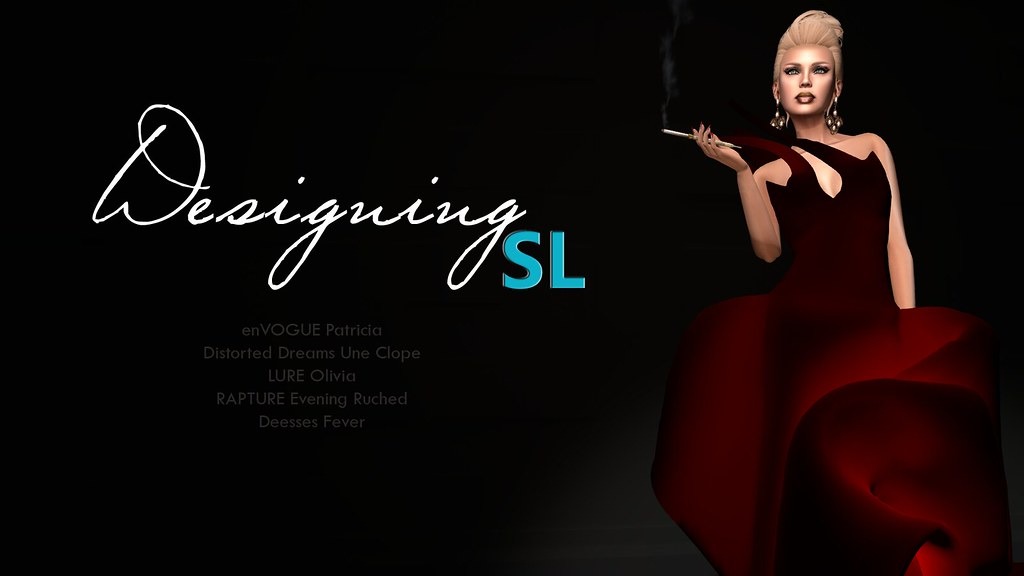 Designing
SL
enVOGUE Patricia
Distorted Dreams Une Clope
LURE Olivia
RAPTURE Evening Ruched
Deesses Fever